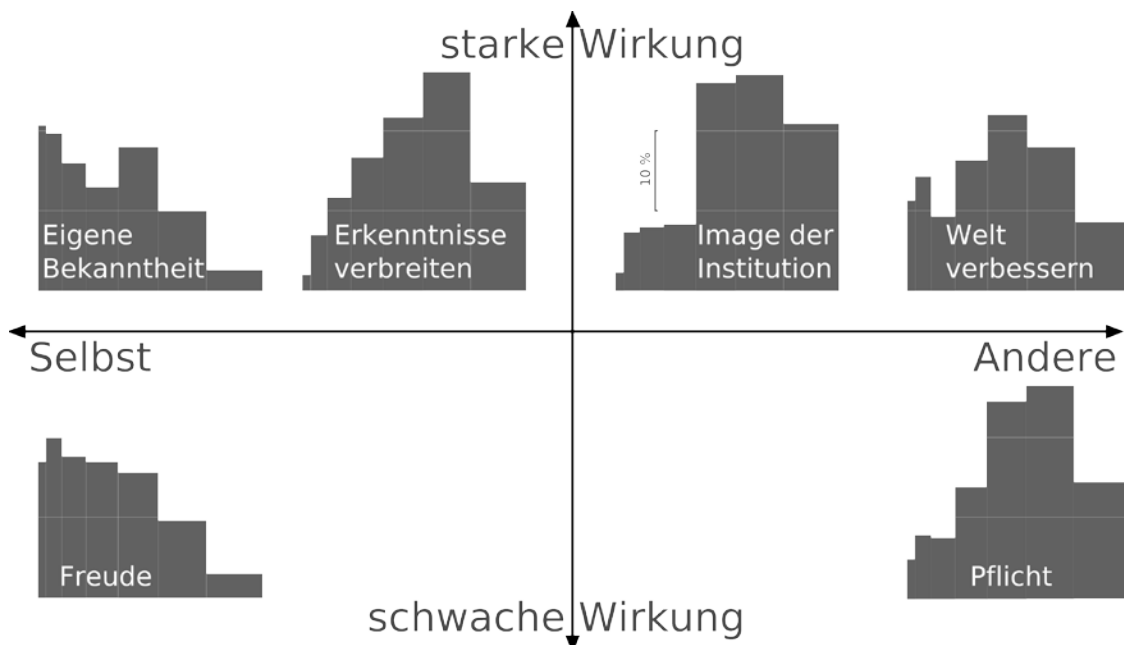 starke Wirkung
Eigene
Bekanntheit
Erkenntnisse
verbreiten
10 %
Image der
Institution
Welt
verbessern
Selbst
Andere
Freude
Pflicht
schwache Wirkung